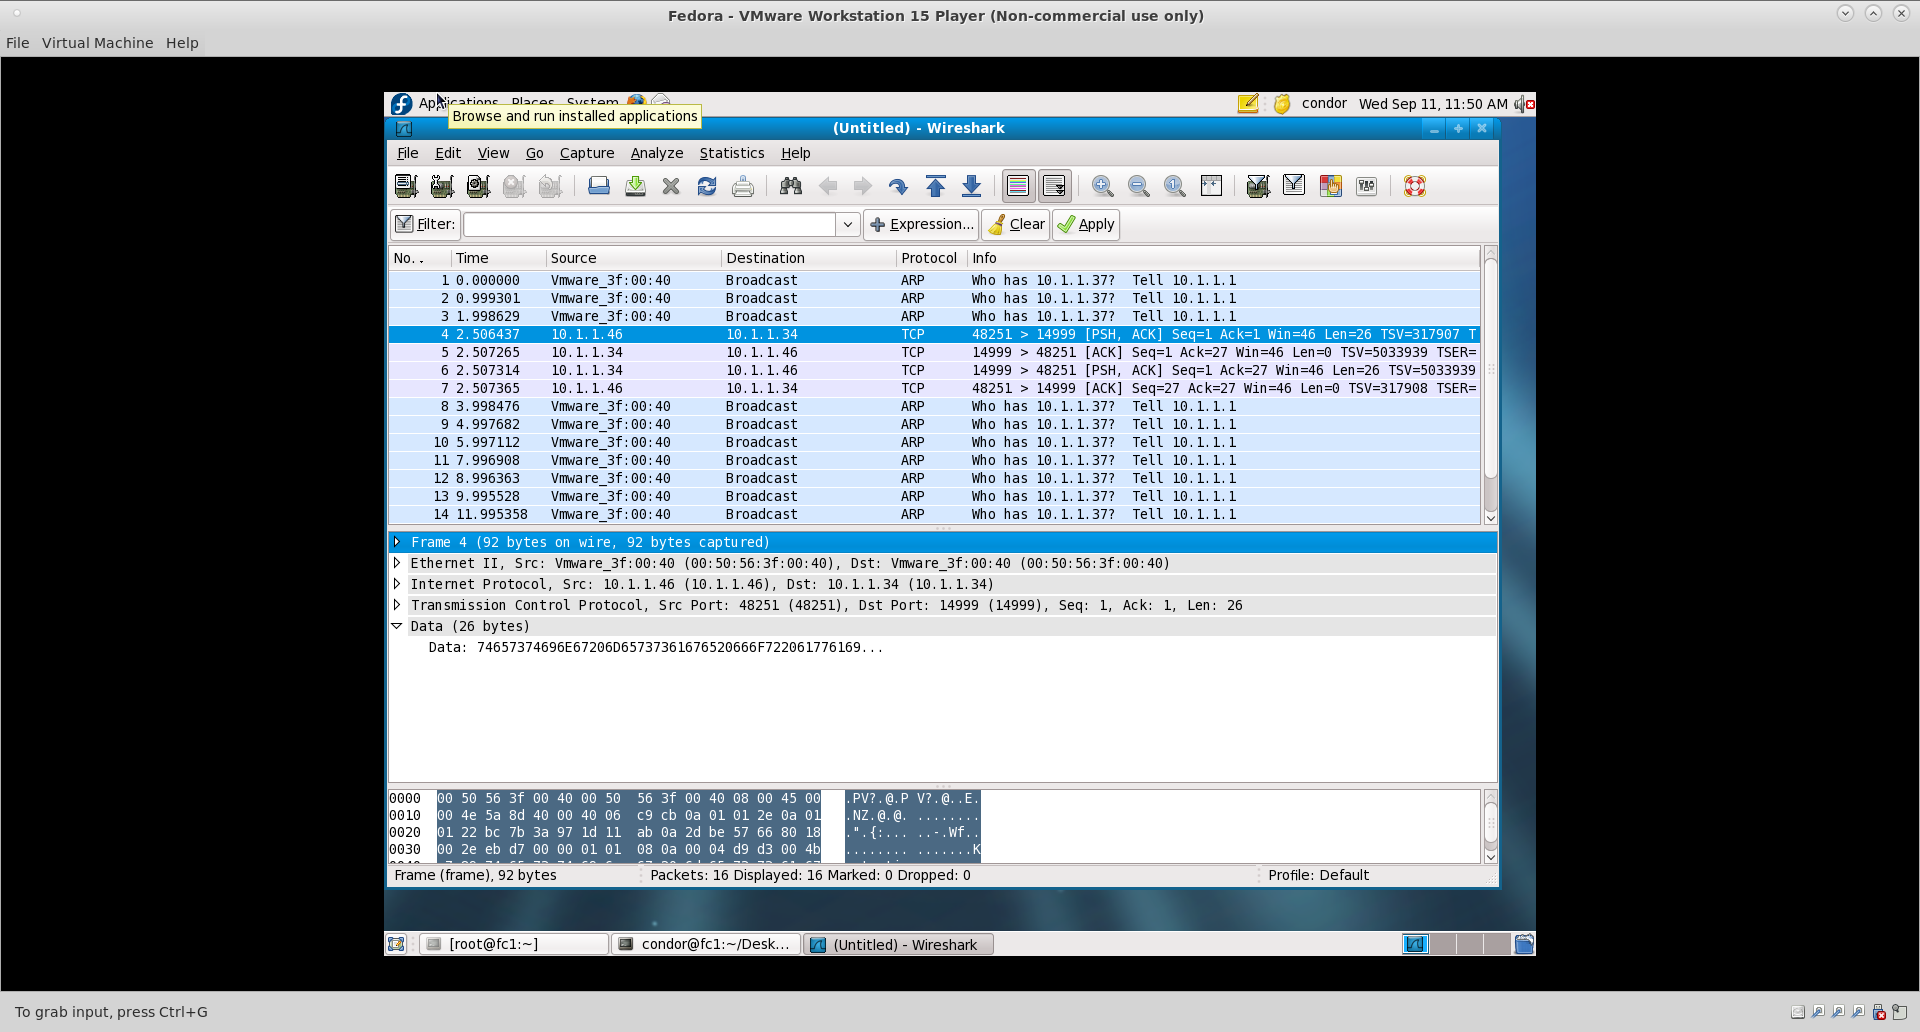 Fedora - VMware Workstation 15 Player (Non-commercial use only)
File Virtual Machine Help
Applications Places System condor Wed Sep 11, 11:50 AM
Browse and run installed applications
(Untitled) - Wireshark
File Edit View Go Capture Analyze Statistics Help
Filter: Expression... Clear Apply
No. . Time Source Destination Protocol Info
1 0.000000 Vmware_3f:00:40 Broadcast ARP Who has 10.1.1.37? Tell 10.1.1.1
2 0.999301 Vmware_3f:00:40 Broadcast ARP Who has 10.1.1.37? Tell 10.1.1.1
3 1.998629 Vmware_3f:00:40 Broadcast ARP Who has 10.1.1.37? Tell 10.1.1.1
4 2.506437 10.1.1.46 10.1.1.34 TCP 48251 > 14999 [PSH, ACK] Seq=1 Ack=1 Win=46 Len=26 TSV=317907 T
5 2.507265 10.1.1.34 10.1.1.46 TCP 14999 > 48251 [ACK] Seq=1 Ack=27 Win=46 Len=0 TSV=5033939 TSER=
6 2.507314 10.1.1.34 10.1.1.46 TCP 14999 > 48251 [PSH, ACK] Seq=1 Ack=27 Win=46 Len=26 TSV=5033939
7 2.507365 10.1.1.46 10.1.1.34 TCP 48251 > 14999 [ACK] Seq=27 Ack=27 Win=46 Len=0 TSV=317908 TSER=
8 3.998476 Vmware_3f:00:40 Broadcast ARP Who has 10.1.1.37? Tell 10.1.1.1
9 4.997682 Vmware_3f:00:40 Broadcast ARP Who has 10.1.1.37? Tell 10.1.1.1
10 5.997112 Vmware_3f:00:40 Broadcast ARP Who has 10.1.1.37? Tell 10.1.1.1
11 7.996908 Vmware_3f:00:40 Broadcast ARP Who has 10.1.1.37? Tell 10.1.1.1
12 8.996363 Vmware_3f:00:40 Broadcast ARP Who has 10.1.1.37? Tell 10.1.1.1
13 9.995528 Vmware_3f:00:40 Broadcast ARP Who has 10.1.1.37? Tell 10.1.1.1
14 11.995358 Vmware_3f:00:40 Broadcast ARP Who has 10.1.1.37? Tell 10.1.1.1
Frame 4 (92 bytes on wire, 92 bytes captured)
Ethernet II, Src: Vmware_3f:00:40 (00:50:56:3f:00:40), Dst: Vmware_3f:00:40 (00:50:56:3f:00:40)
Internet Protocol, Src: 10.1.1.46 (10.1.1.46), Dst: 10.1.1.34 (10.1.1.34)
Transmission Control Protocol, Src Port: 48251 (48251), Dst Port: 14999 (14999), Seq: 1, Ack: 1, Len: 26
Data (26 bytes)
Data: 74657374696E67206D65737361676520666F722061776169...
0000 00 50 56 3f 00 40 00 50 56 3f 00 40 08 00 45 00 .PV?.@.P V?.@..E.
0010 00 4e 5a 8d 40 00 40 06 c9 cb 0a 01 01 2e 0a 01 .NZ.@.@. ........
0020 01 22 bc 7b 3a 97 1d 11 ab 0a 2d be 57 66 80 18 .".{:... ..-.Wf..
0030 00 2e eb d7 00 00 01 01 08 0a 00 04 d9 d3 00 4b ........ .......K
Frame (frame), 92 bytes Packets: 16 Displayed: 16 Marked: 0 Dropped: 0 Profile: Default
[root@fc1:~] condor@fc1:~/Desk... (Untitled) - Wireshark
To grab input, press Ctrl+G